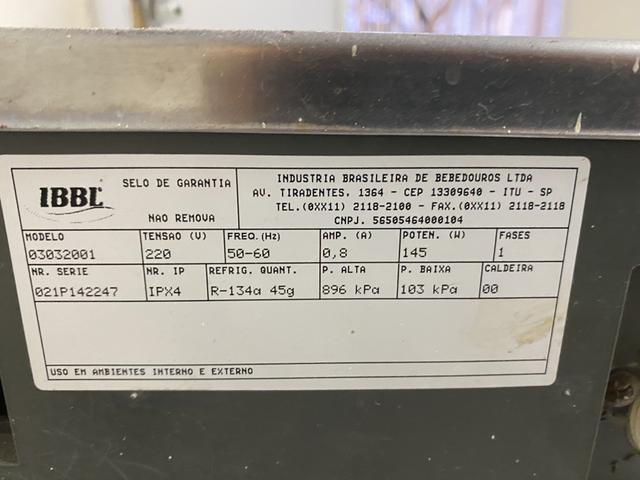 IBBL
SELO DE GARANTIA
NAO REMOVA
INDUSTRIA BRASILEIRA DE BEBEDOUROS LTDA
AV. TIRADENTES, 1364 - CEP 13309640 - ITU - SP
TEL.(0XX11) 2118-2100 - FAX.(0XX11) 2118-2118
CNPJ. 56505464000104
MODELO TENSAO (V) FREQ.(Hz) AMP. (A) POTEN. (W) FASES
03032001 220 50-60 0,8 145 1
NR. SERIE NR. IP REFRIG. QUANT. P. ALTA P. BAIXA CALDEIRA
021P142247 IPX4 R-134a 45g 896 kPa 103 kPa 00
USO EM AMBIENTES INTERNO E EXTERNO